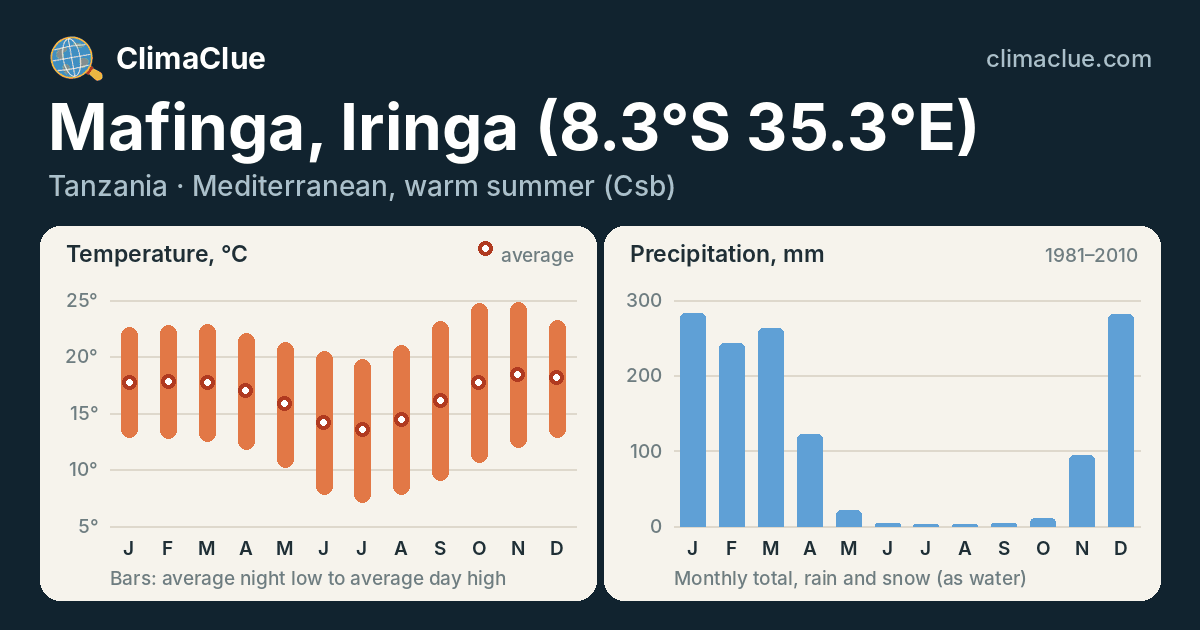 ClimaClue
climaclue.com
Mafinga, Iringa (8.3°S 35.3°E)
Tanzania · Mediterranean, warm summer (Csb)
Temperature, °C
average
25°
20°
15°
10°
5°
J F M A M J J A S O N D
Bars: average night low to average day high
Precipitation, mm
1981–2010
300
200
100
0
J F M A M J J A S O N D
Monthly total, rain and snow (as water)